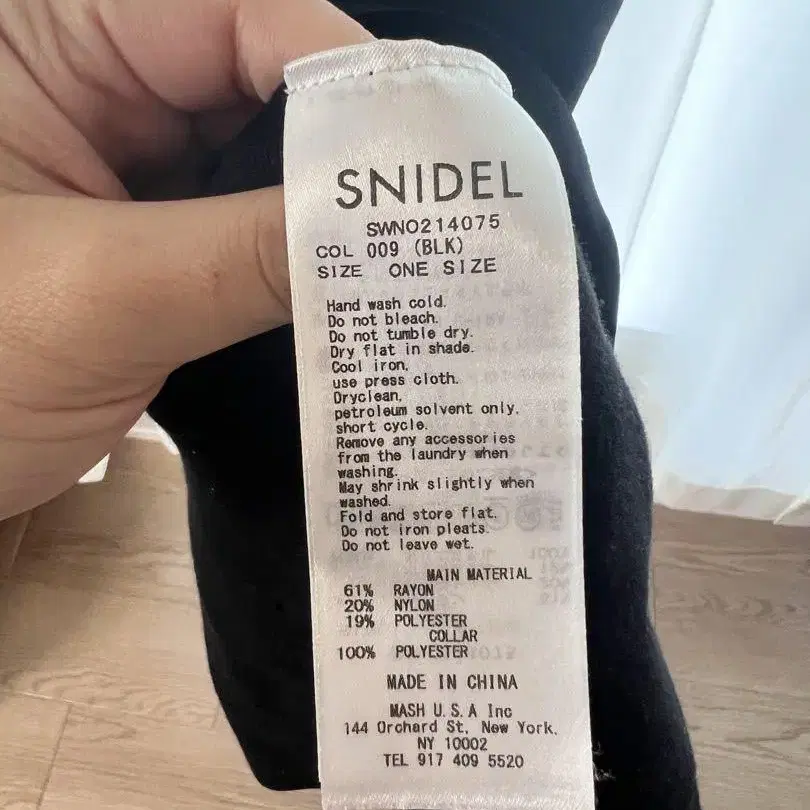 SNIDEL
SWNO214075
COL 009 (BLK)
SIZE ONE SIZE
Hand wash cold.
Do not bleach.
Do not tumble dry.
Dry flat in shade.
Cool iron,
use press cloth.
Dryclean,
petroleum solvent only,
short cycle.
Remove any accessories
from the laundry when
washing.
May shrink slightly when
washed.
Fold and store flat.
Do not iron pleats.
Do not leave wet.
MAIN MATERIAL
61% RAYON
20% NYLON
19% POLYESTER
COLLAR
100% POLYESTER
MADE IN CHINA
MASH U.S.A Inc
144 Orchard St, New York,
NY 10002
TEL 917 409 5520